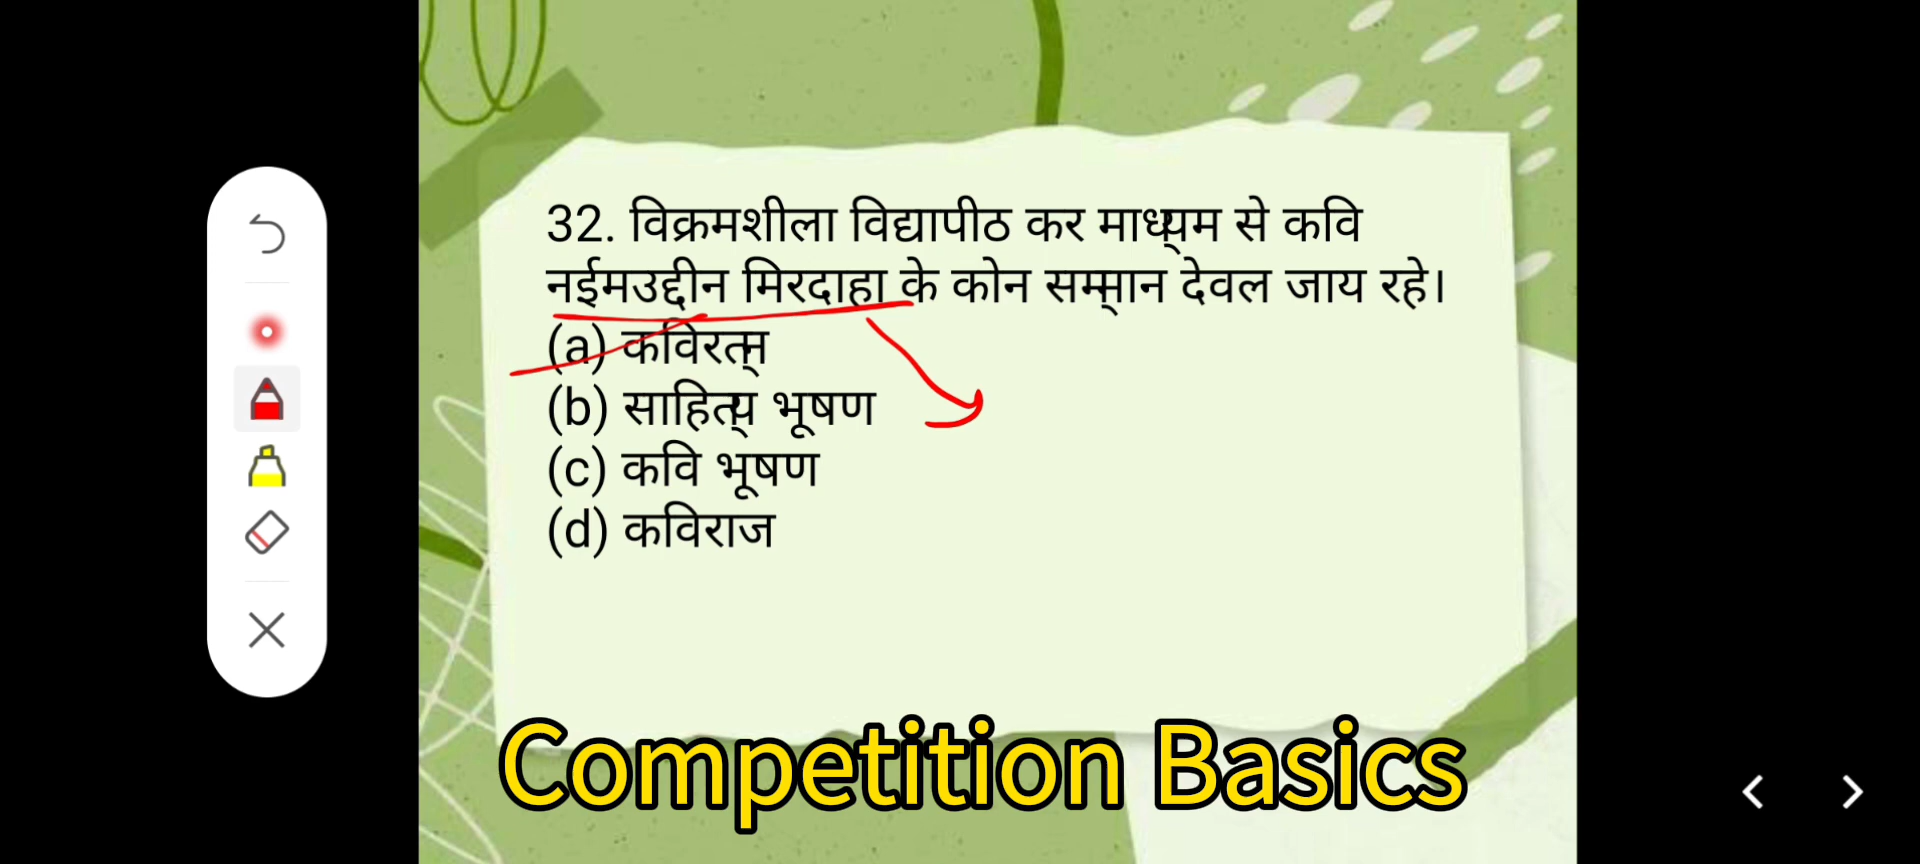 32. विक्रमशीला विद्यापीठ कर माध्यम से कवि
नईमउद्दीन मिरदाहा के कोन सम्मान देवल जाय रहे।
(a) कविरत्न
(b) साहित्य भूषण
(c) कवि भूषण
(d) कविराज
Competition Basics